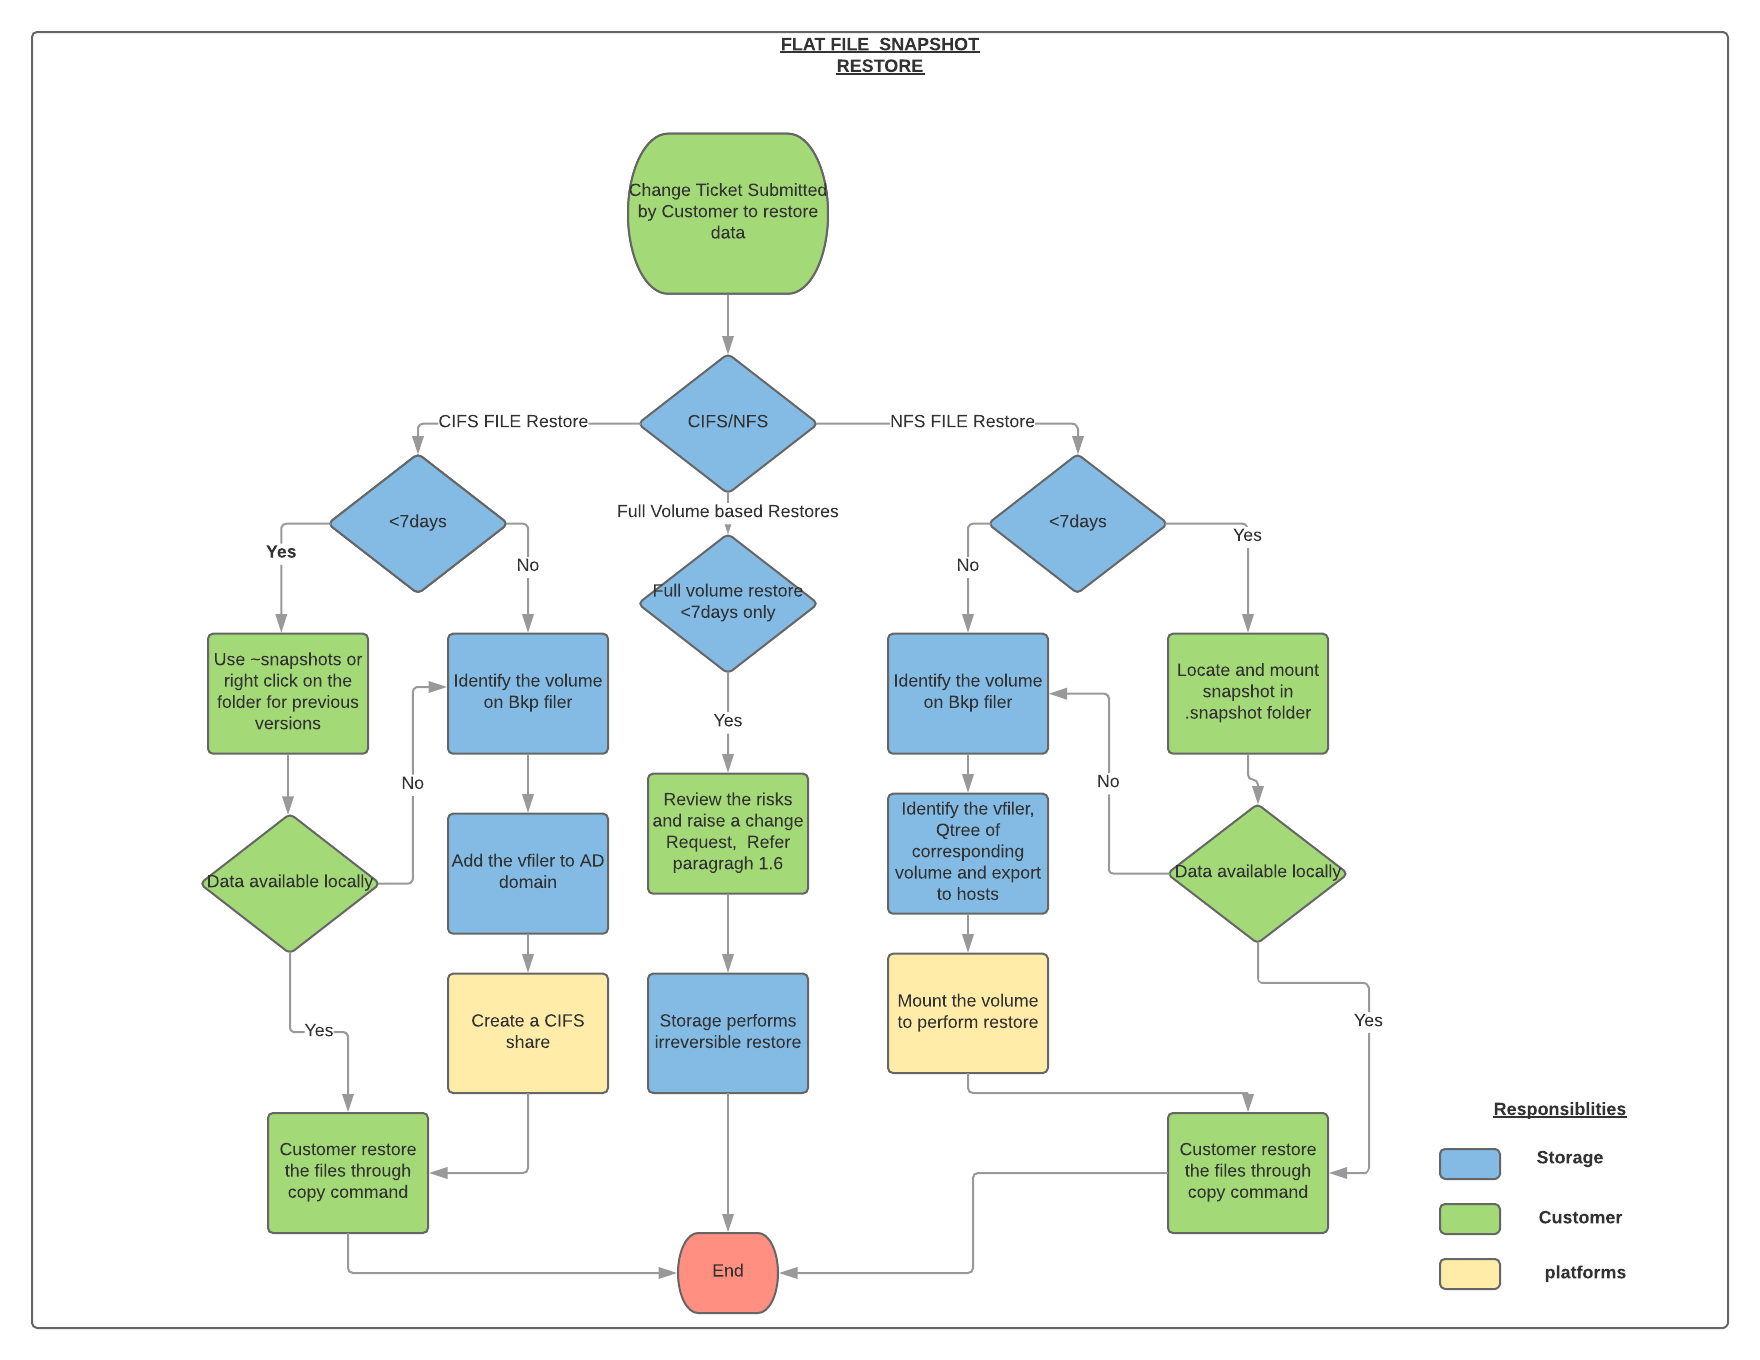 FLAT FILE  SNAPSHOT
RESTORE
Change Ticket Submitted
by Customer to restore
data
CIFS FILE Restore
CIFS/NFS
NFS FILE Restore
<7days
Full Volume based Restores
<7days
Yes
No
Full volume restore
<7days only
No
Yes
Use ~snapshots or
right click on the
folder for previous
versions
Identify the volume
on Bkp filer
Yes
Identify the volume
on Bkp filer
Locate and mount
snapshot in
.snapshot folder
No
No
Review the risks
and raise a change
Request,  Refer
paragragh 1.6
Identify the vfiler,
Qtree of
corresponding
volume and export
to hosts
Data available locally
Add the vfiler to AD
domain
Data available locally
Yes
Create a CIFS
share
Storage performs
irreversible restore
Mount the volume
to perform restore
Yes
Customer restore
the files through
copy command
Customer restore
the files through
copy command
End
Responsiblities
Storage
Customer
platforms